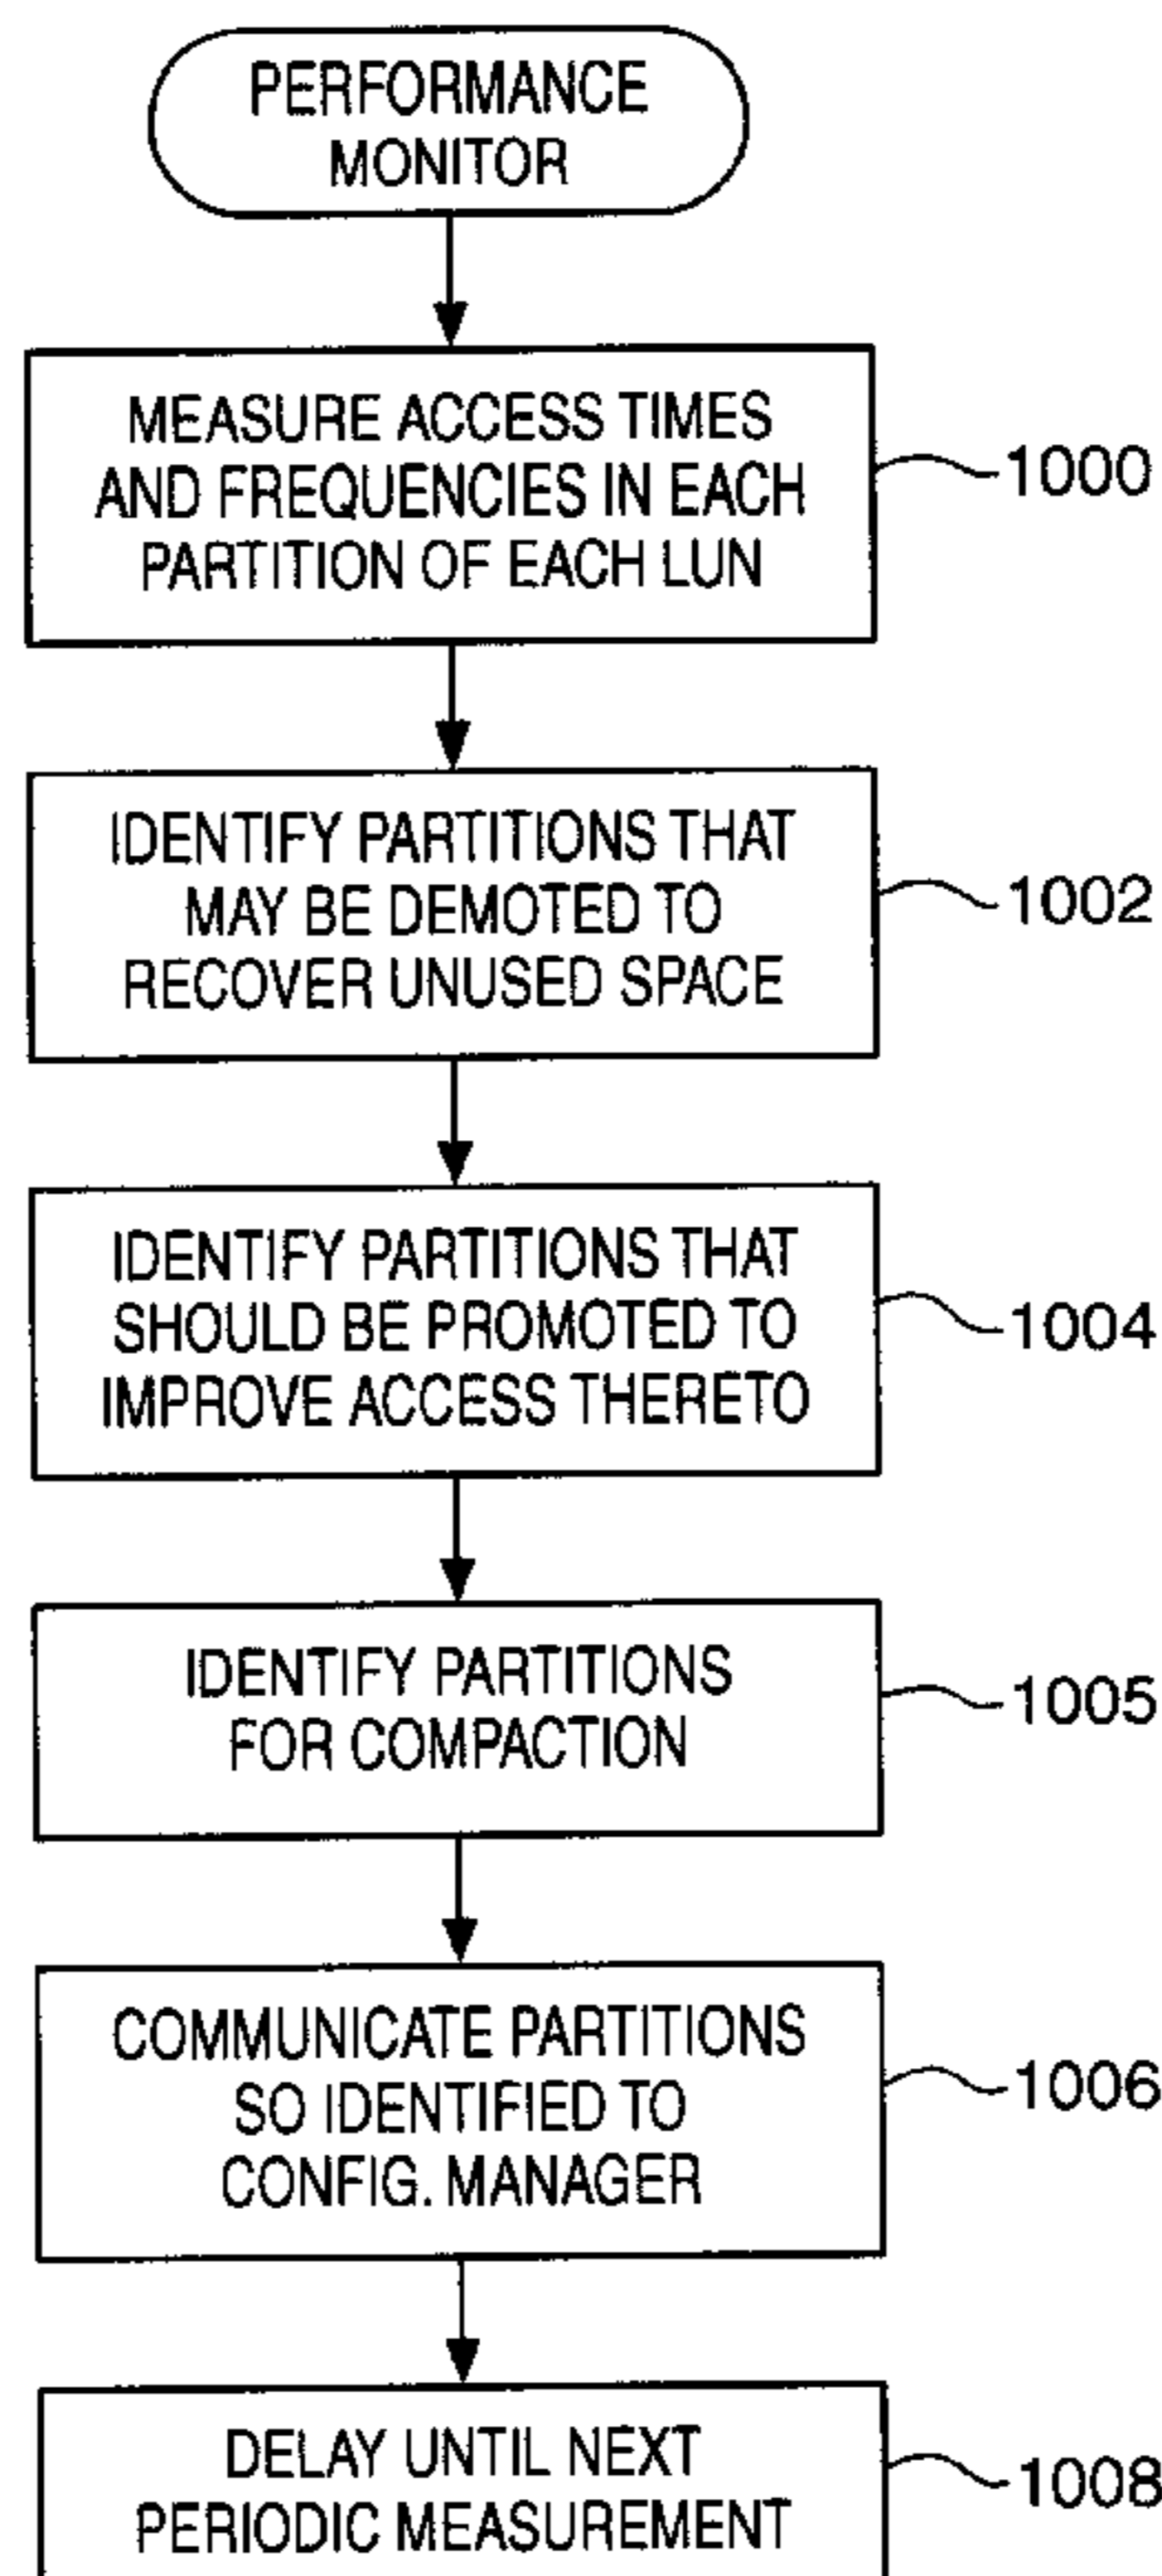 PERFORMANCE
MONITOR
MEASURE ACCESS TIMES
AND FREQUENCIES IN EACH
PARTITION OF EACH LUN
1000
IDENTIFY PARTITIONS THAT
MAY BE DEMOTED TO
RECOVER UNUSED SPACE
1002
IDENTIFY PARTITIONS THAT
SHOULD BE PROMOTED TO
IMPROVE ACCESS THERETO
1004
IDENTIFY PARTITIONS
FOR COMPACTION
1005
COMMUNICATE PARTITIONS
SO IDENTIFIED TO
CONFIG. MANAGER
1006
DELAY UNTIL NEXT
PERIODIC MEASUREMENT
1008